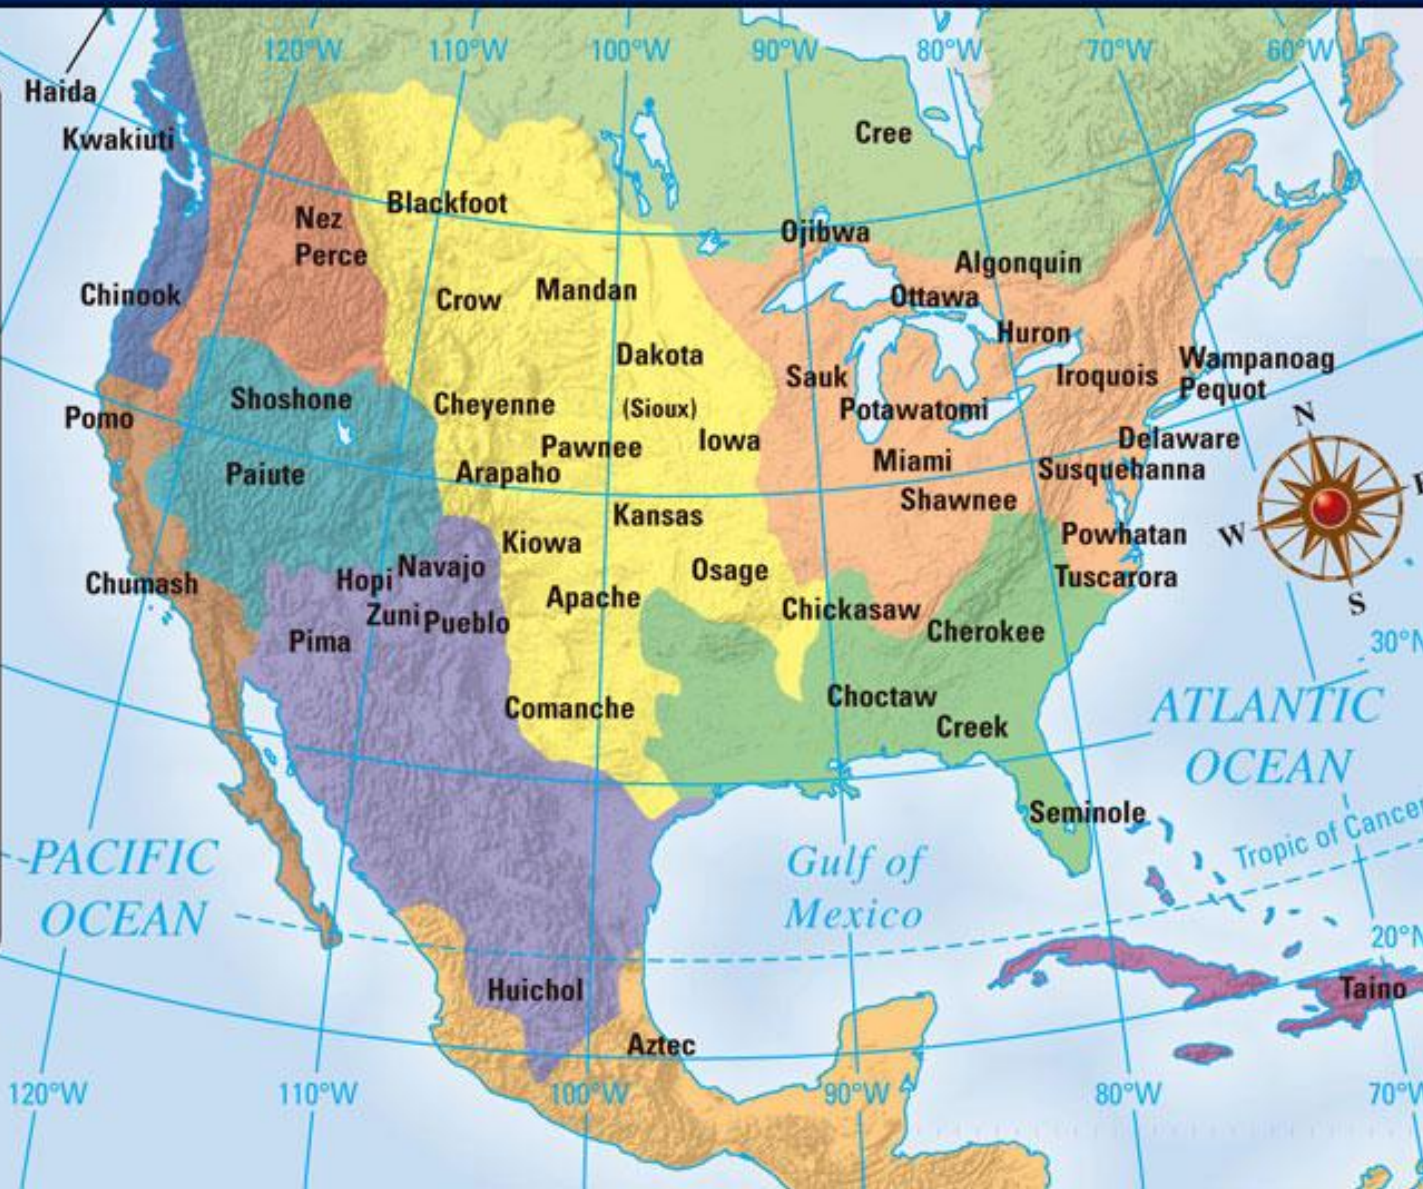 120°W
110°W
100°W
90°W
80°W
70°W
60°W
Haida
Kwakiuti
Cree
Blackfoot
Nez
Perce
Ojibwa
Algonquin
Chinook
Crow
Mandan
Ottawa
Huron
Dakota
(Sioux)
Sauk
Iroquois
Wampanoag
Pequot
Shoshone
Cheyenne
Potawatomi
Pomo
Pawnee
Iowa
Delaware
N
Paiute
Arapaho
Miami
Susquehanna
Shawnee
W
Kansas
Kiowa
Powhatan
S
Chumash
Hopi
Navajo
Osage
Tuscarora
Apache
Chickasaw
Zuni
Pueblo
Cherokee
Pima
30°N
Comanche
Choctaw
Creek
ATLANTIC
OCEAN
Seminole
Tropic of Cancer
PACIFIC
OCEAN
Gulf of
Mexico
20°N
Huichol
Taino
Aztec
120°W
110°W
100°W
90°W
80°W
70°W